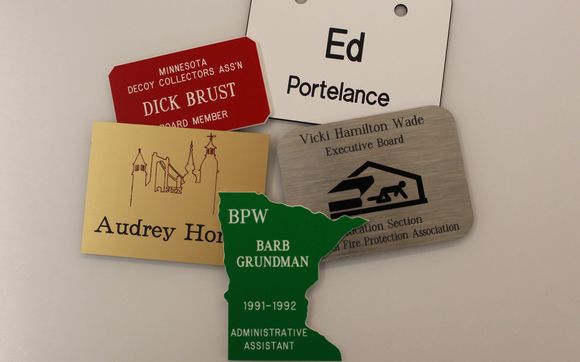 Ed
Portelance
MINNESOTA
DECOY COLLECTORS ASS'N
DICK BRUST
BOARD MEMBER
Vicki Hamilton Wade
Executive Board
Section
Fire Protection Association
Audrey
BPW
BARB
GRUNDMAN
1991-1992
ADMINISTRATIVE
ASSISTANT